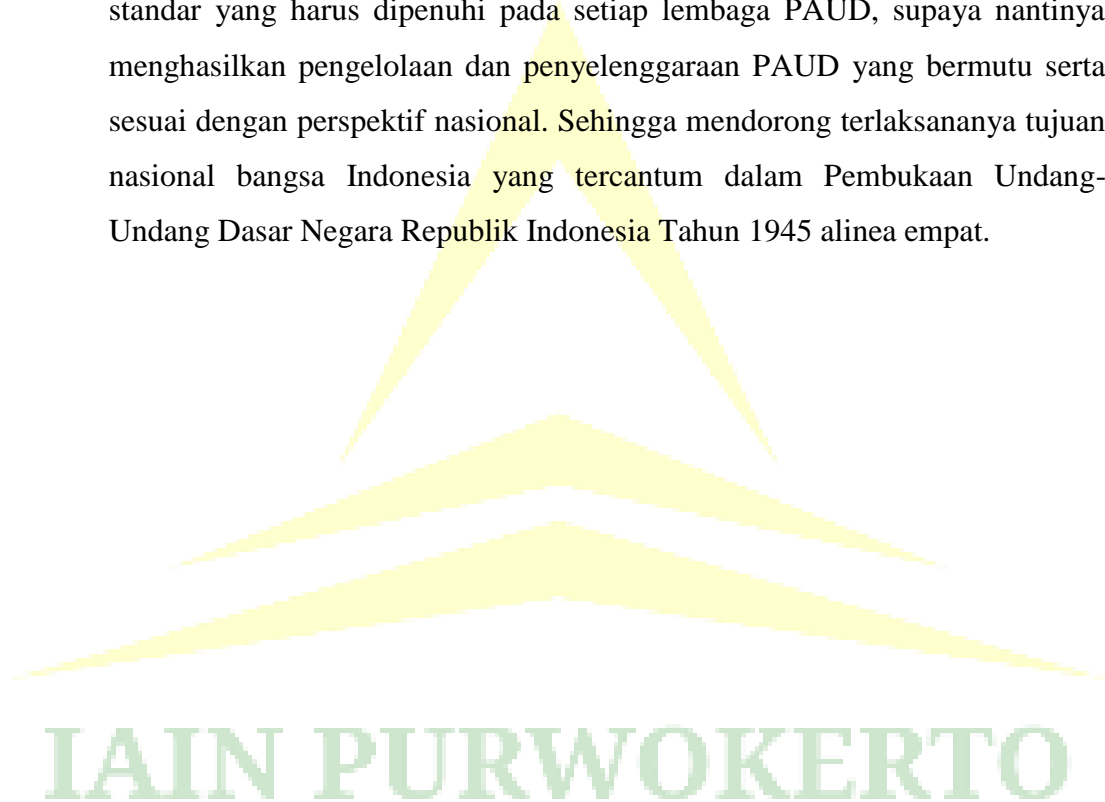 standar yang harus dipenuhi pada setiap lembaga PAUD, supaya nantinya
menghasilkan pengelolaan dan penyelenggaraan PAUD yang bermutu serta
sesuai dengan perspektif nasional. Sehingga mendorong terlaksananya tujuan
nasional bangsa Indonesia yang tercantum dalam Pembukaan Undang-
Undang Dasar Negara Republik Indonesia Tahun 1945 alinea empat.
IAIN PURWOKERTO